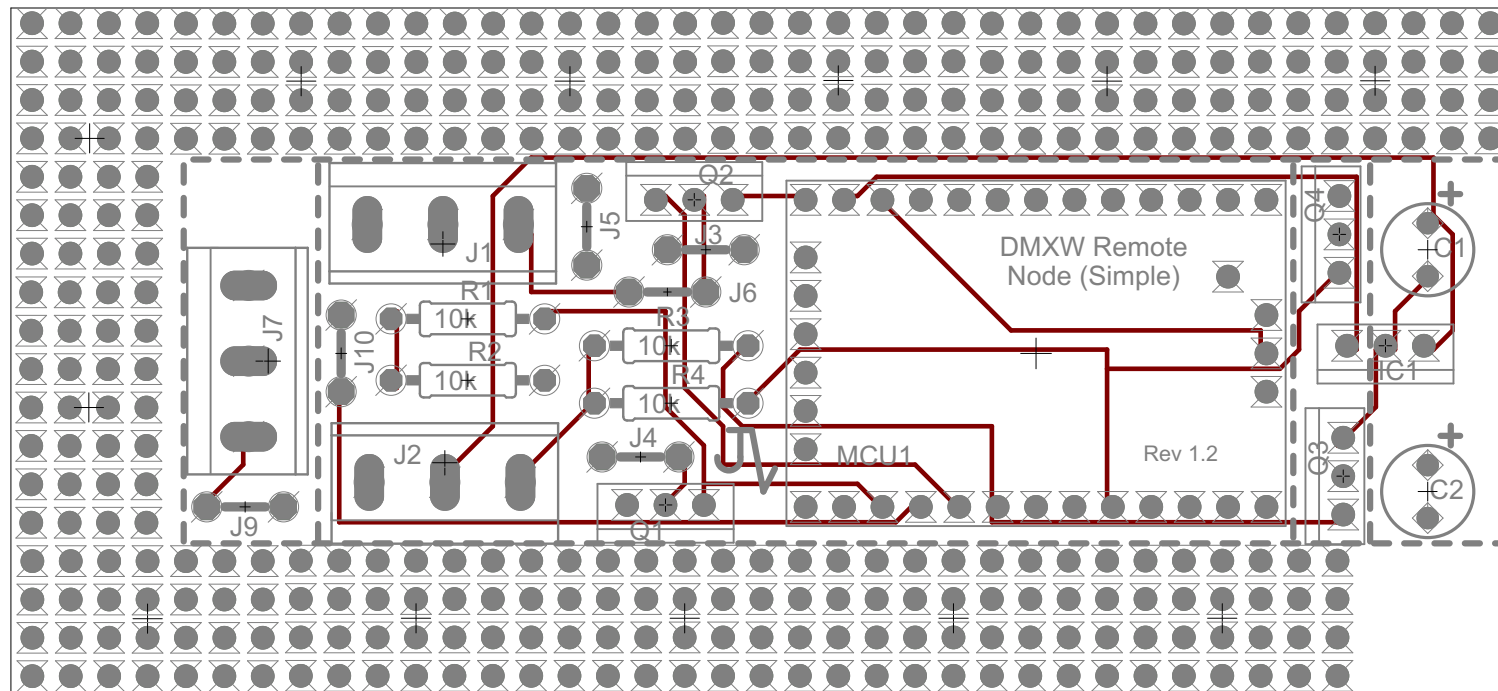 Q2
Q4
J1
J5
J3
DMXW Remote
Node (Simple)
+
C1
J6
R1
10k
R3
10k
J7
J10
R2
10k
R4
10k
IC1
J2
J4
JV
MCU1
Rev 1.2
Q3
+
C2
J9
Q1